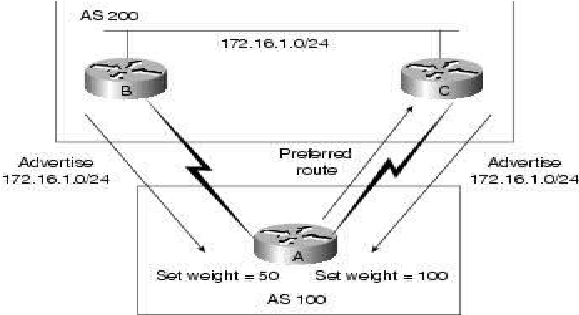 AS 200
172.16.1.0/24
B
C
Advertise
172.16.1.0/24
Preferred
route
Advertise
172.16.1.0/24
A
Set weight = 50
Set weight = 100
AS 100